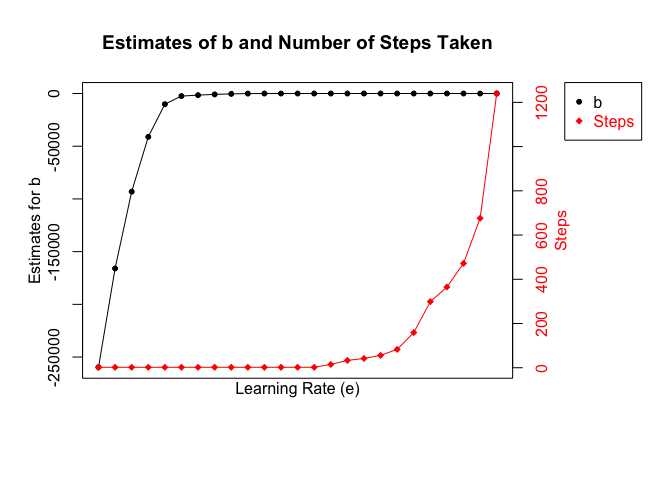 Estimates of b and Number of Steps Taken
Estimates for b
0
-50000
-150000
-250000
Learning Rate (e)
1200
800
600
400
200
0
Steps
b
Steps